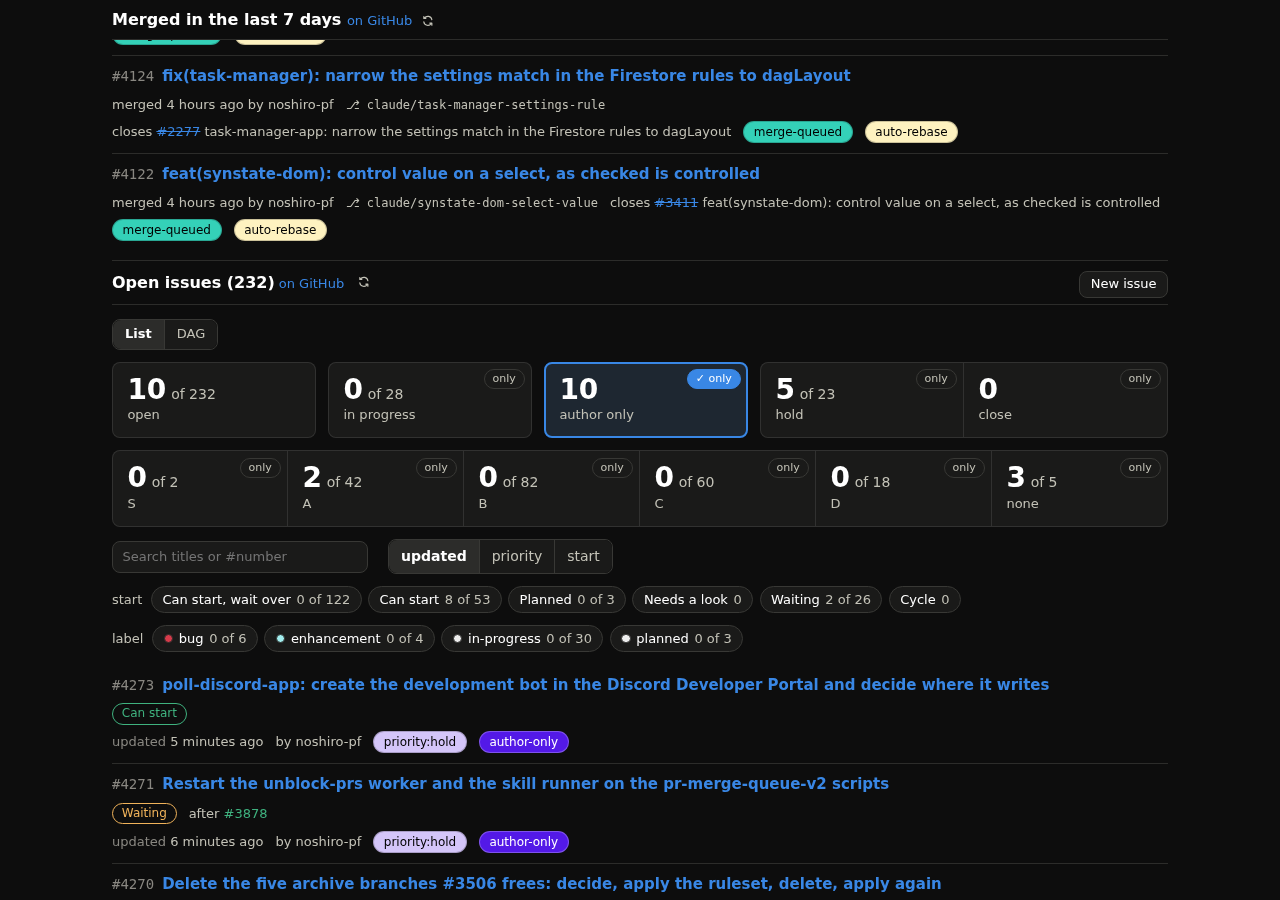 Merged in the last 7 days on GitHub
#4124 fix(task-manager): narrow the settings match in the Firestore rules to dagLayout
merged 4 hours ago by noshiro-pf claude/task-manager-settings-rule
closes #2277 task-manager-app: narrow the settings match in the Firestore rules to dagLayout merge-queued auto-rebase
#4122 feat(synstate-dom): control value on a select, as checked is controlled
merged 4 hours ago by noshiro-pf claude/synstate-dom-select-value closes #3411 feat(synstate-dom): control value on a select, as checked is controlled
merge-queued auto-rebase
Open issues (232) on GitHub New issue
List DAG
10 of 232 0 of 28 only 10 ✓ only 5 of 23 only 0 only
open in progress author only hold close
0 of 2 only 2 of 42 only 0 of 82 only 0 of 60 only 0 of 18 only 3 of 5 only
S A B C D none
Search titles or #number updated priority start
start Can start, wait over 0 of 122 Can start 8 of 53 Planned 0 of 3 Needs a look 0 Waiting 2 of 26 Cycle 0
label bug 0 of 6 enhancement 0 of 4 in-progress 0 of 30 planned 0 of 3
#4273 poll-discord-app: create the development bot in the Discord Developer Portal and decide where it writes
Can start
updated 5 minutes ago by noshiro-pf priority:hold author-only
#4271 Restart the unblock-prs worker and the skill runner on the pr-merge-queue-v2 scripts
Waiting after #3878
updated 6 minutes ago by noshiro-pf priority:hold author-only
#4270 Delete the five archive branches #3506 frees: decide, apply the ruleset, delete, apply again